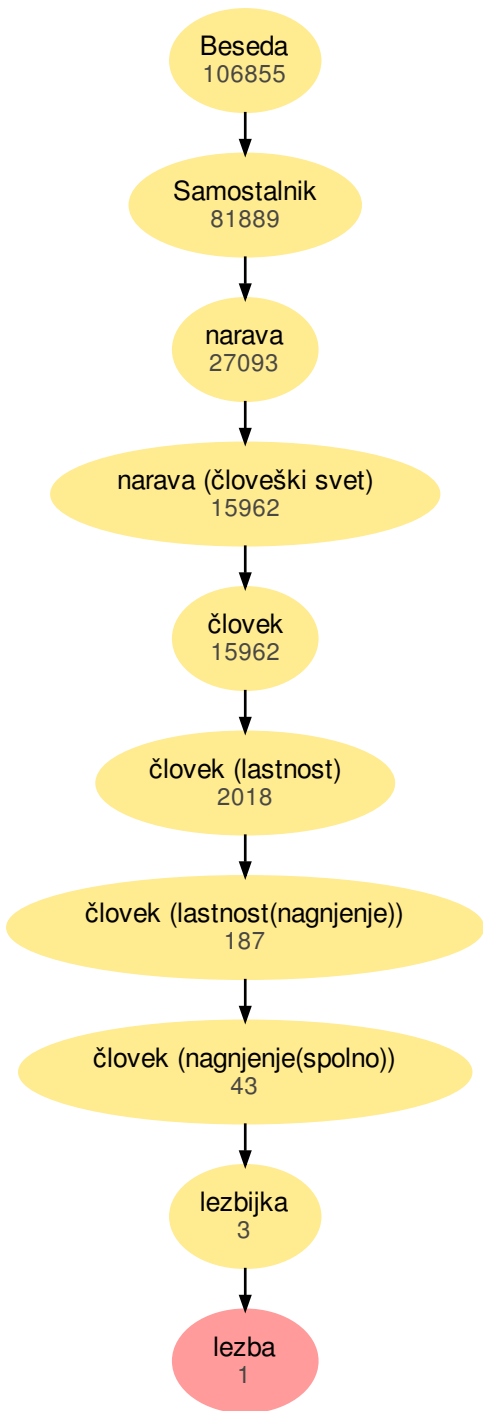 Beseda
106855
Samostalnik
81889
narava
27093
narava (človeški svet)
15962
človek
15962
človek (lastnost)
2018
človek (lastnost(nagnjenje))
187
človek (nagnjenje(spolno))
43
lezbijka
3
lezba
1